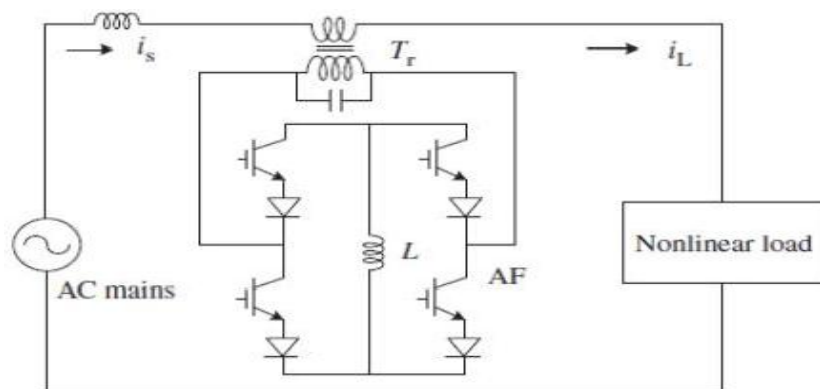 i_s
T_r
i_L
L
Nonlinear load
AC mains
AF